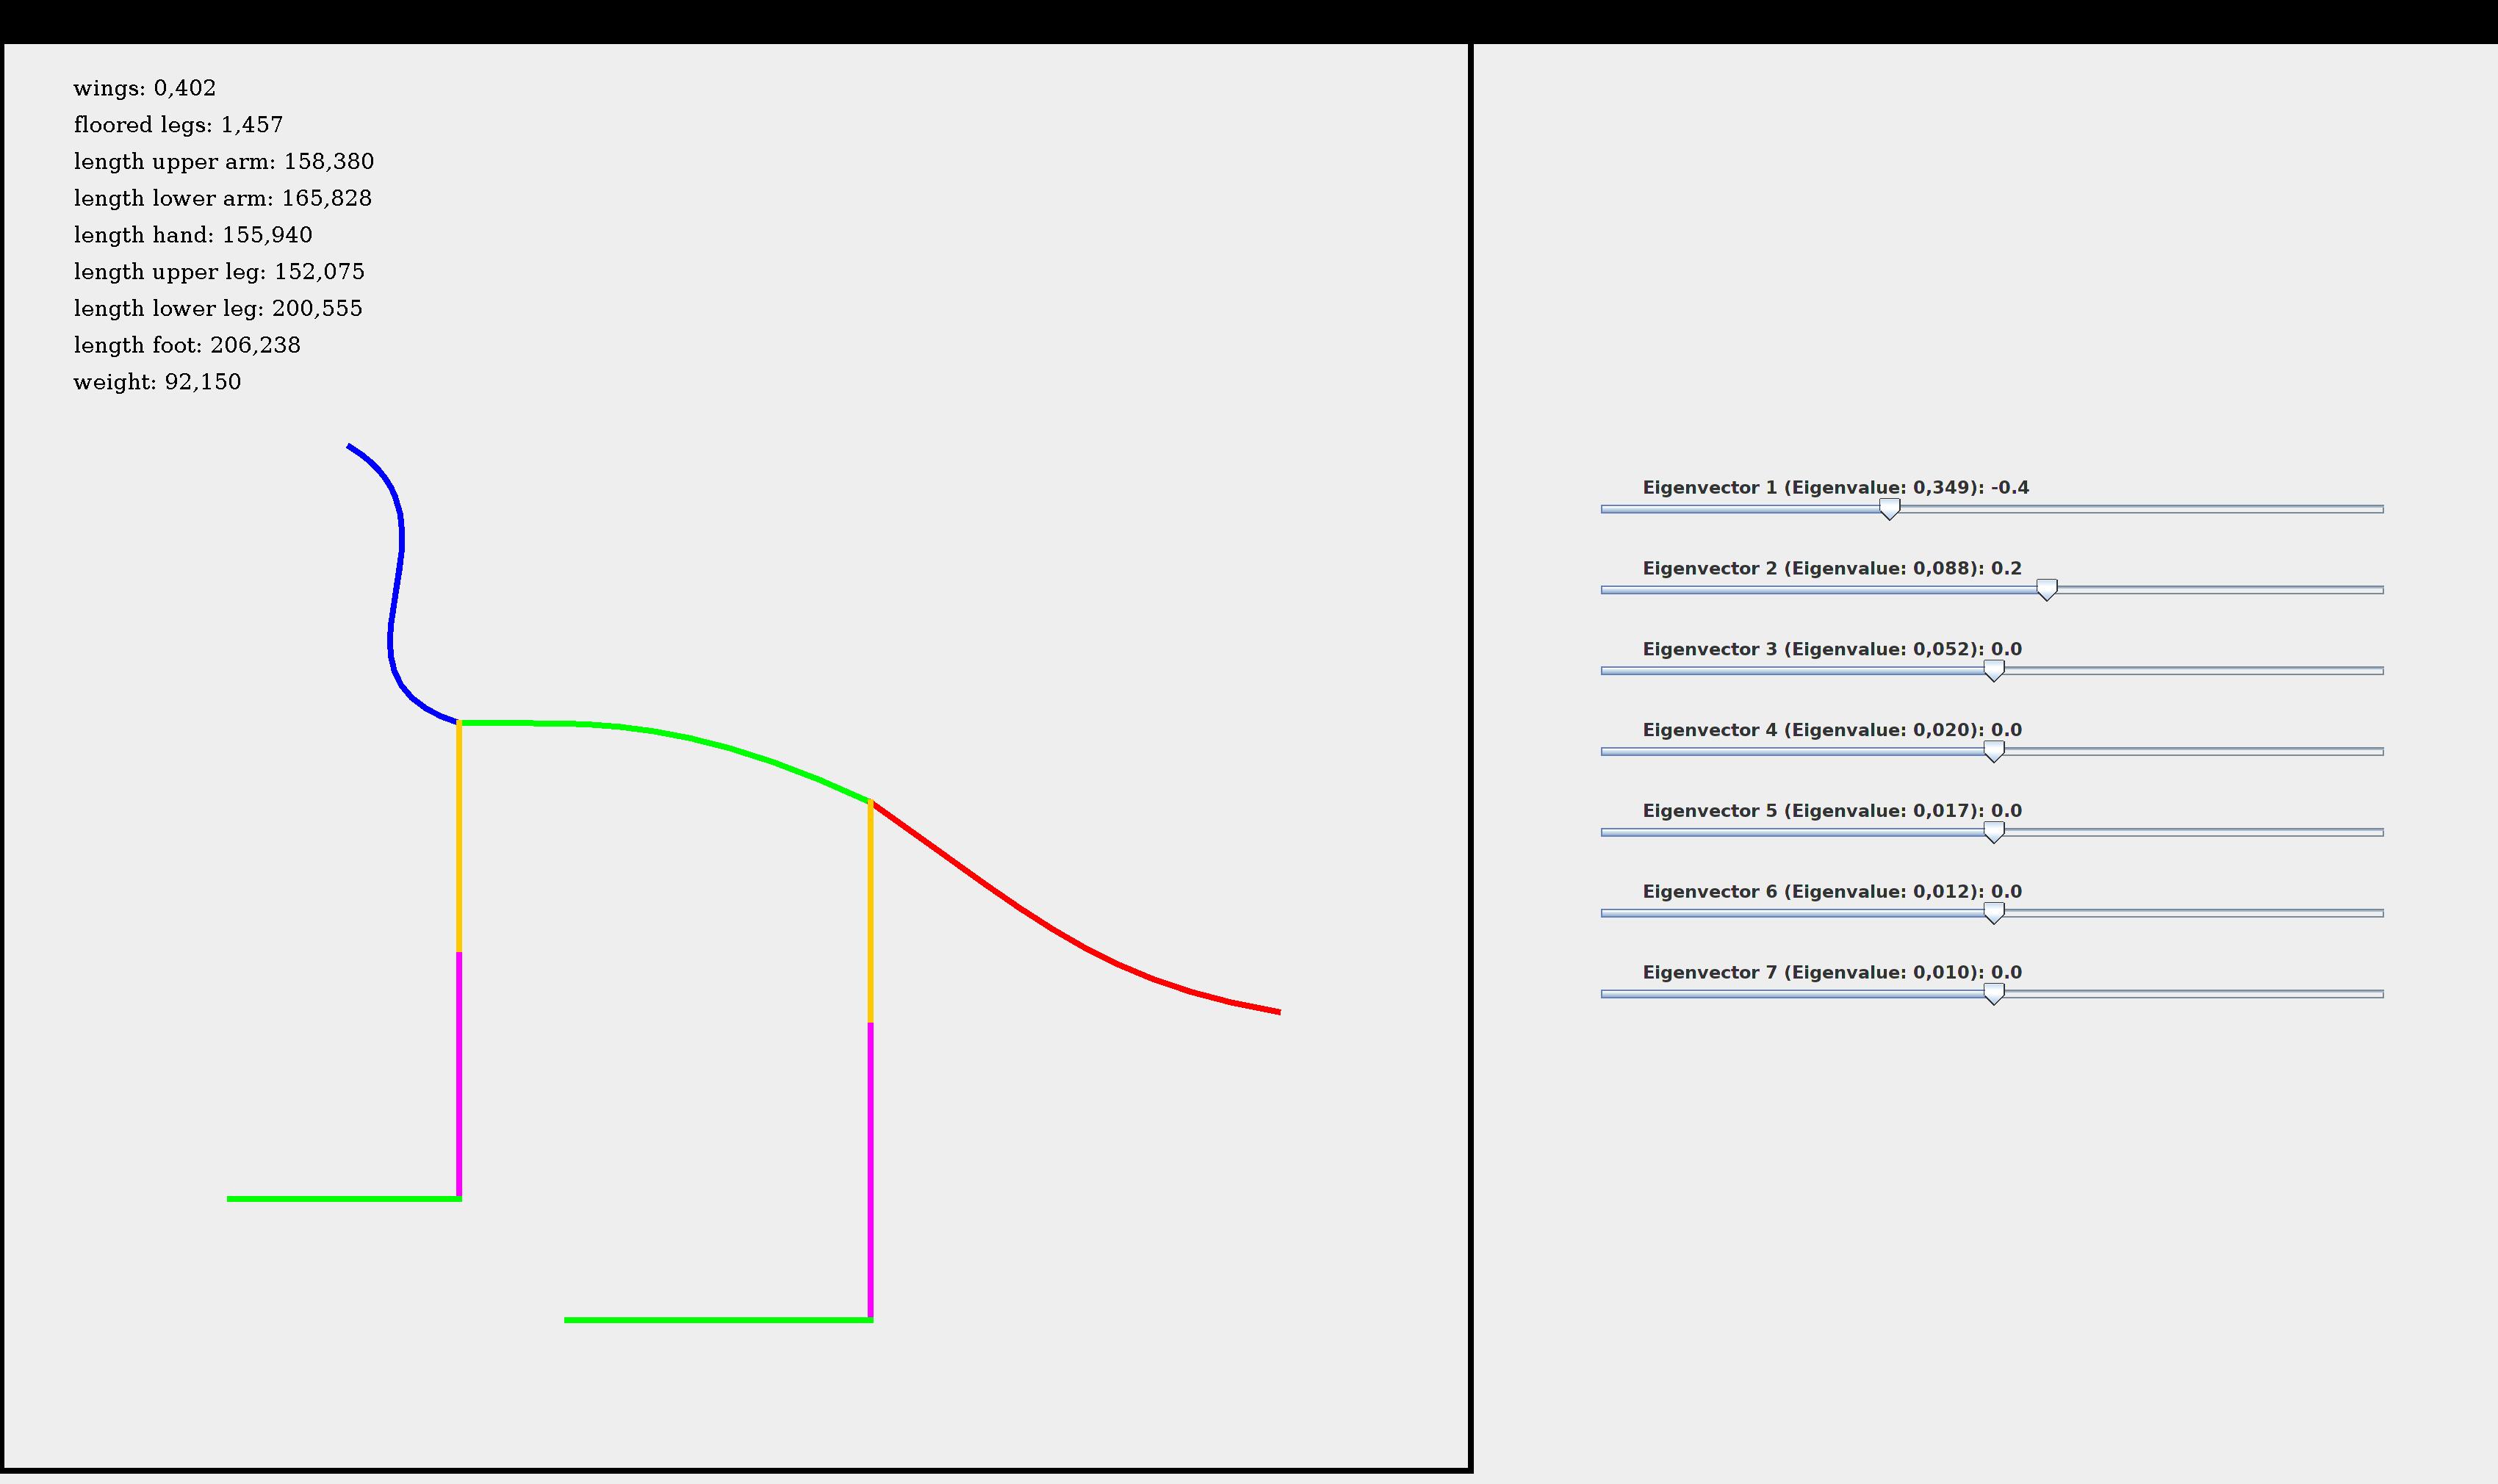 wings: 0,402
floored legs: 1,457
length upper arm: 158,380
length lower arm: 165,828
length hand: 155,940
length upper leg: 152,075
length lower leg: 200,555
length foot: 206,238
weight: 92,150
Eigenvector 1 (Eigenvalue: 0,349): -0.4
Eigenvector 2 (Eigenvalue: 0,088): 0.2
Eigenvector 3 (Eigenvalue: 0,052): 0.0
Eigenvector 4 (Eigenvalue: 0,020): 0.0
Eigenvector 5 (Eigenvalue: 0,017): 0.0
Eigenvector 6 (Eigenvalue: 0,012): 0.0
Eigenvector 7 (Eigenvalue: 0,010): 0.0